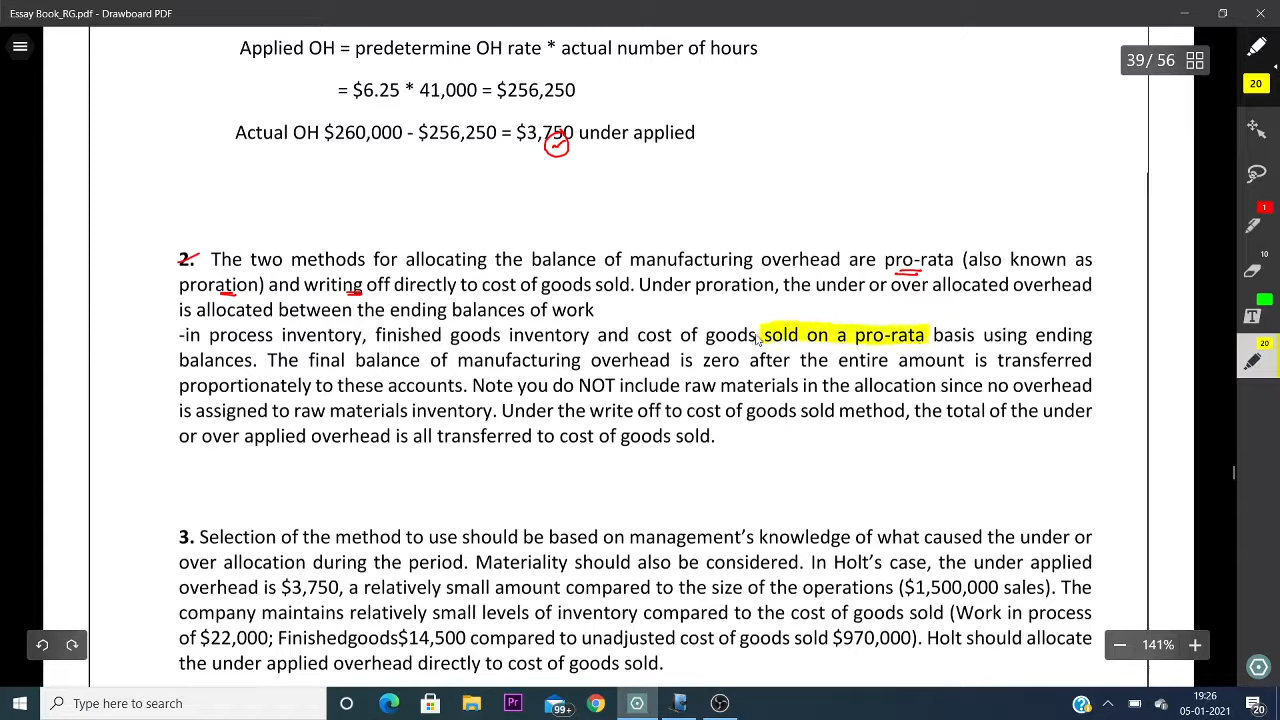 Essay Book_RG.pdf - Drawboard PDF
Applied OH = predetermine OH rate * actual number of hours
39/ 56
20
= $6.25 * 41,000 = $256,250
Actual OH $260,000 - $256,250 = $3,750 under applied
1
10
2. The two methods for allocating the balance of manufacturing overhead are pro-rata (also known as
proration) and writing off directly to cost of goods sold. Under proration, the under or over allocated overhead
is allocated between the ending balances of work
-in process inventory, finished goods inventory and cost of goods sold on a pro-rata basis using ending
20
balances. The final balance of manufacturing overhead is zero after the entire amount is transferred
proportionately to these accounts. Note you do NOT include raw materials in the allocation since no overhead
is assigned to raw materials inventory. Under the write off to cost of goods sold method, the total of the under
or over applied overhead is all transferred to cost of goods sold.
3. Selection of the method to use should be based on management's knowledge of what caused the under or
over allocation during the period. Materiality should also be considered. In Holt's case, the under applied
overhead is $3,750, a relatively small amount compared to the size of the operations ($1,500,000 sales). The
company maintains relatively small levels of inventory compared to the cost of goods sold (Work in process
of $22,000; Finishedgoods$14,500 compared to unadjusted cost of goods sold $970,000). Holt should allocate
the under applied overhead directly to cost of goods sold.
141%
Type here to search
Pr
99+
19:26
05-01-2021
20